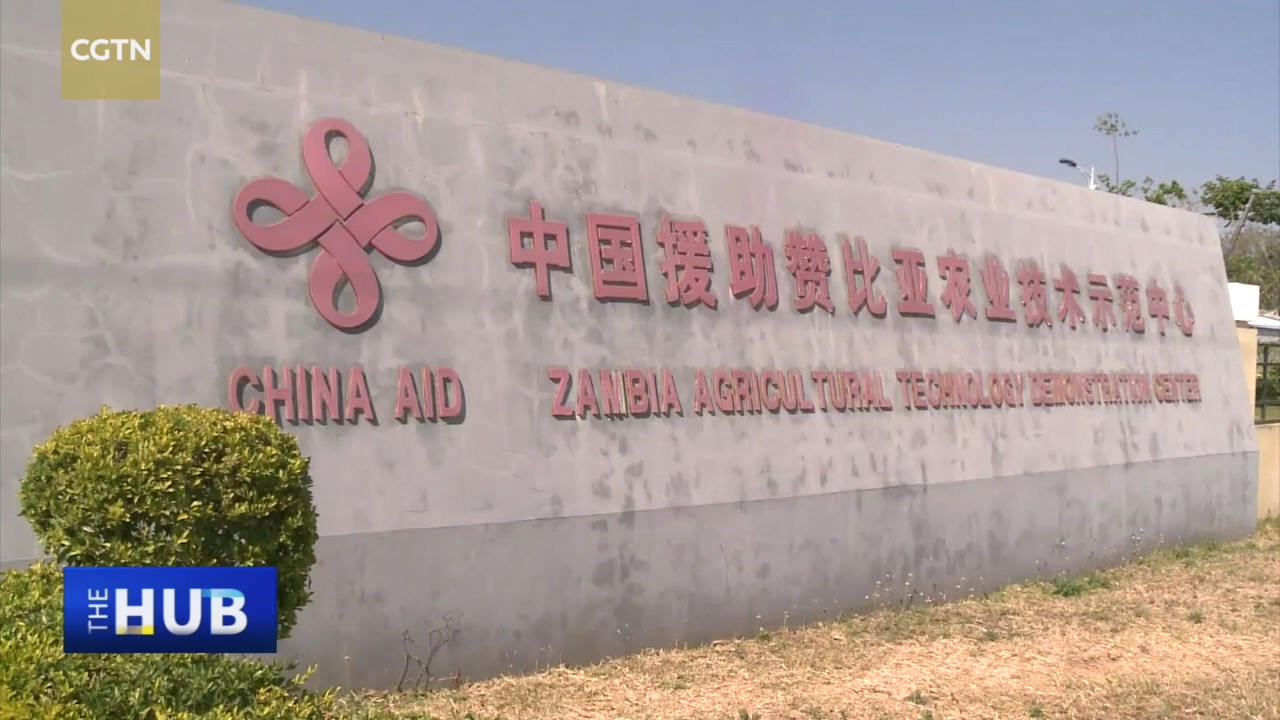 CGTN
中国援助赞比亚农业技术示范中心
CHINA AID ZAMBIA AGRICULTURAL TECHNOLOGY DEMONSTRATION CENTER
THE HUB